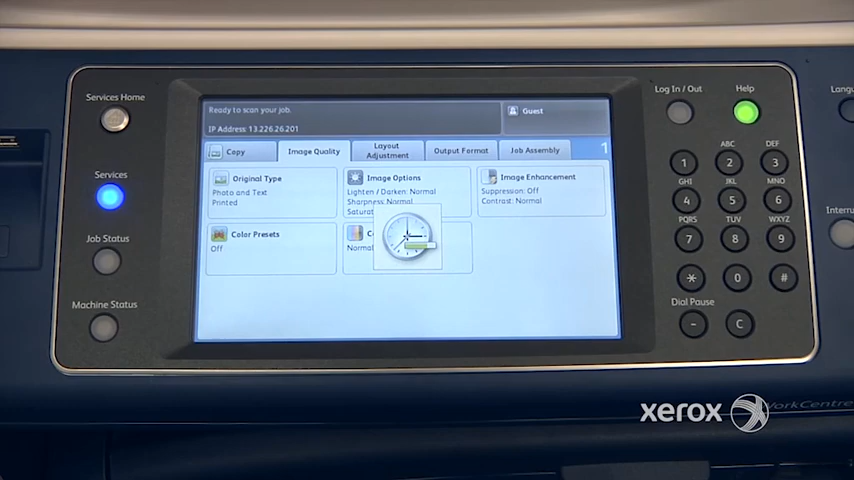 Services Home
Services
Job Status
Machine Status
Ready to scan your job.
IP Address: 13.226.26.201
Guest
Copy
Image Quality
Layout
Adjustment
Output Format
Job Assembly
1
Original Type
Photo and Text
Printed
Image Options
Lighten / Darken: Normal
Sharpness: Normal
Image Enhancement
Suppression: Off
Contrast: Normal
Color Presets
Off
Log In / Out
Help
ABC
DEF
1
2
3
GHI
JKL
MNO
4
5
6
PQRS
TUV
WXYZ
7
8
9
*
0
#
Dial Pause
-
C
xerox